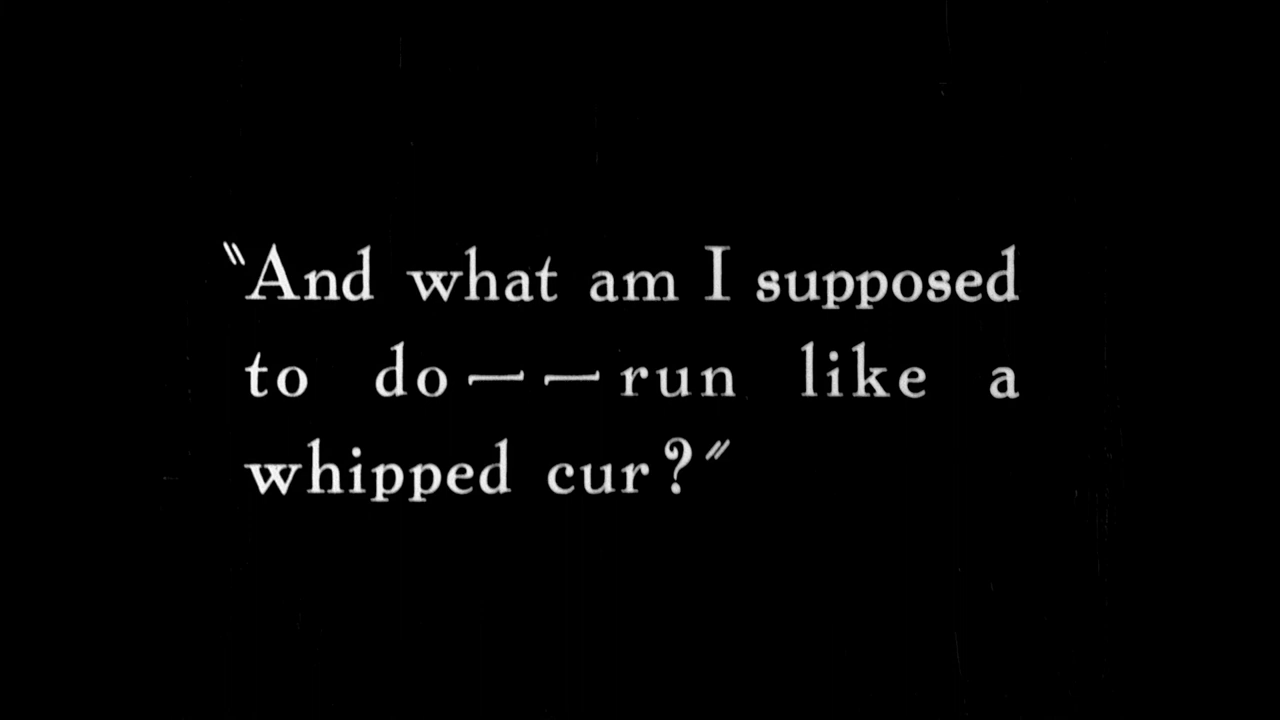 "And what am I supposed
to do——run like a
whipped cur?"